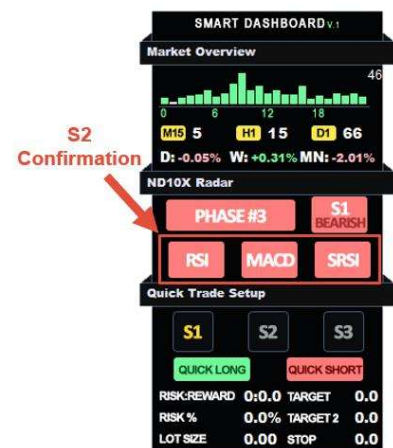 SMART DASHBOARD V.1
Market Overview
46
0 6 12 18
M15 5 H1 15 D1 66
D: -0.05% W: +0.31% MN: -2.01%
S2
Confirmation
ND10X Radar
PHASE #3 S1
BEARISH
RSI MACD SRSI
Quick Trade Setup
S1 S2 S3
QUICK LONG QUICK SHORT
RISK:REWARD 0:0.0 TARGET 0.0
RISK % 0.0% TARGET 2 0.0
LOT SIZE 0.00 STOP 0.0